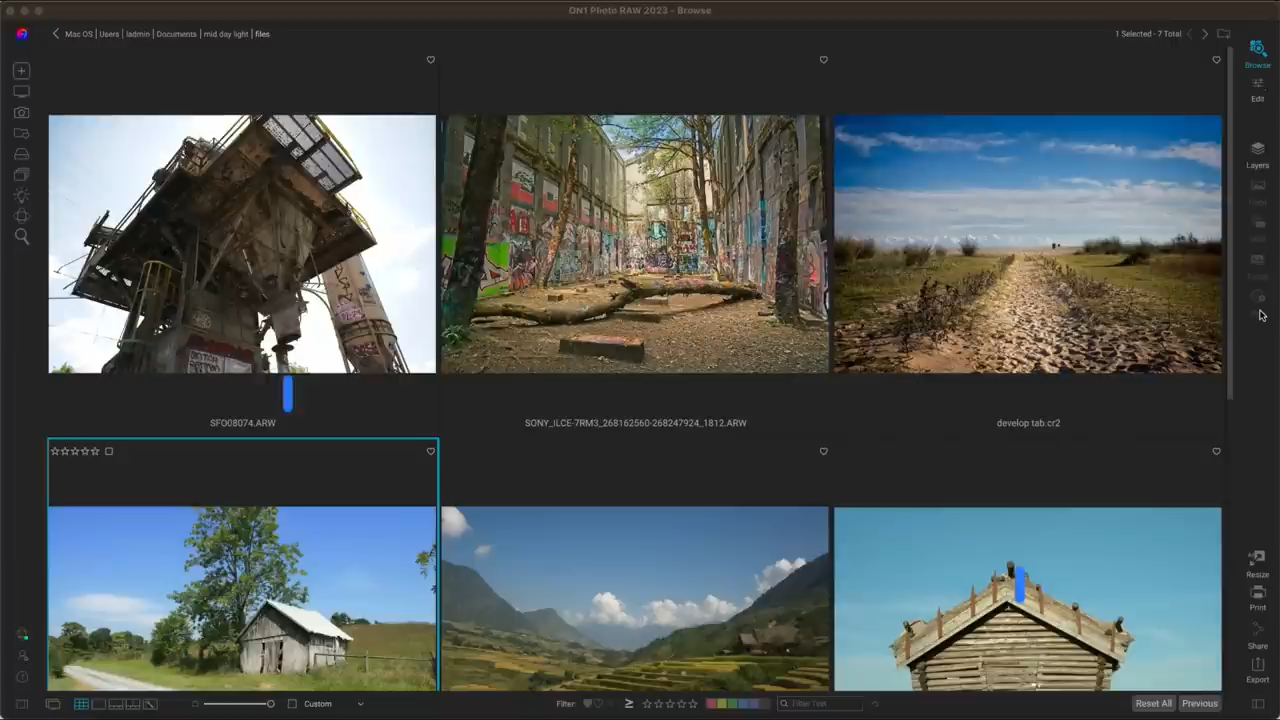 ON1 Photo RAW 2023 - Browse
Mac OS | Users | ladmin | Documents | mid day light | files
1 Selected - 7 Total
Browse
Edit
Layers
SFO08074.ARW
SONY_ILCE-7RM3_268162560-268247924_1812.ARW
develop tab.cr2
Resize
Print
Share
Export
Custom
Filter:
Filter Text
Reset All
Previous